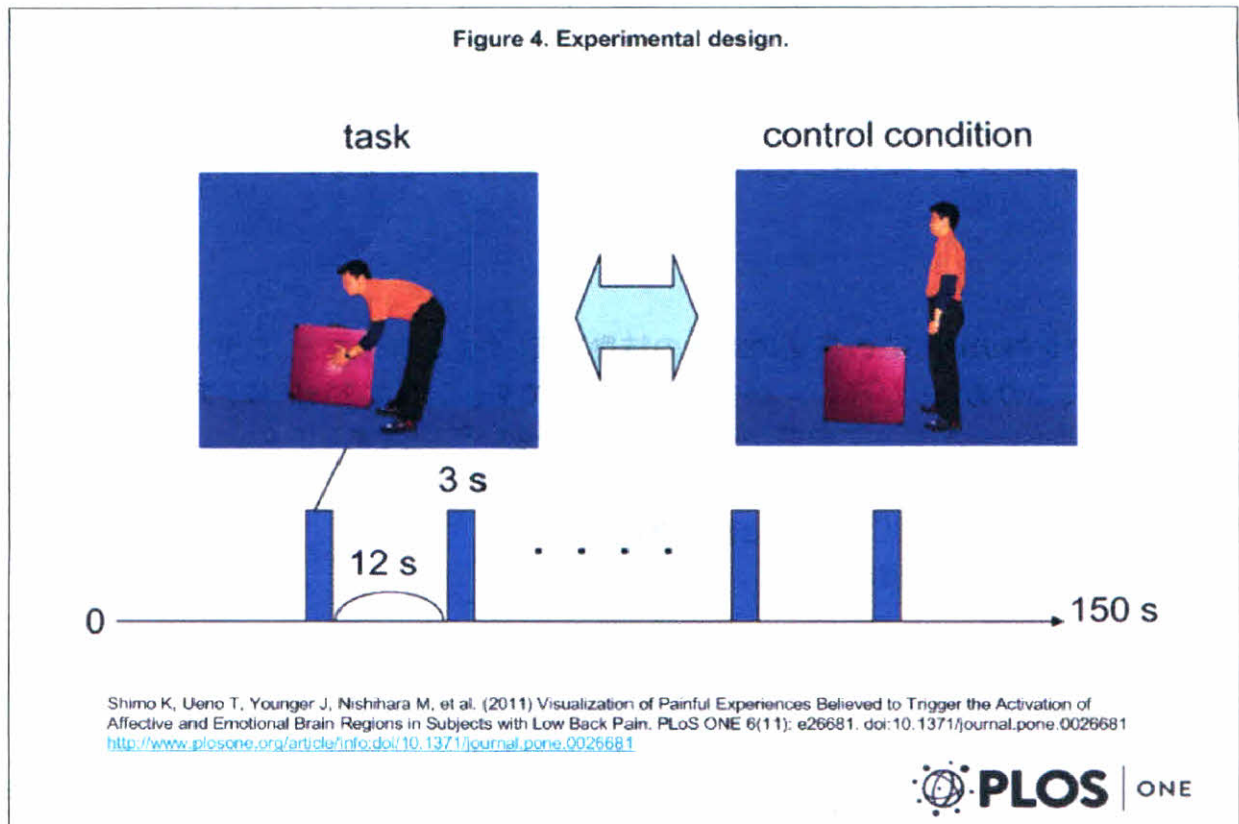 Figure 4. Experimental design.
task
control condition
3 s
12 s
0
150 s
Shimo K, Ueno T, Younger J, Nishihara M, et al. (2011) Visualization of Painful Experiences Believed to Trigger the Activation of
Affective and Emotional Brain Regions in Subjects with Low Back Pain. PLoS ONE 6(11): e26681. doi:10.1371/journal.pone.0026681
http://www.plosone.org/article/info:doi/10.1371/journal.pone.0026681
PLOS | ONE